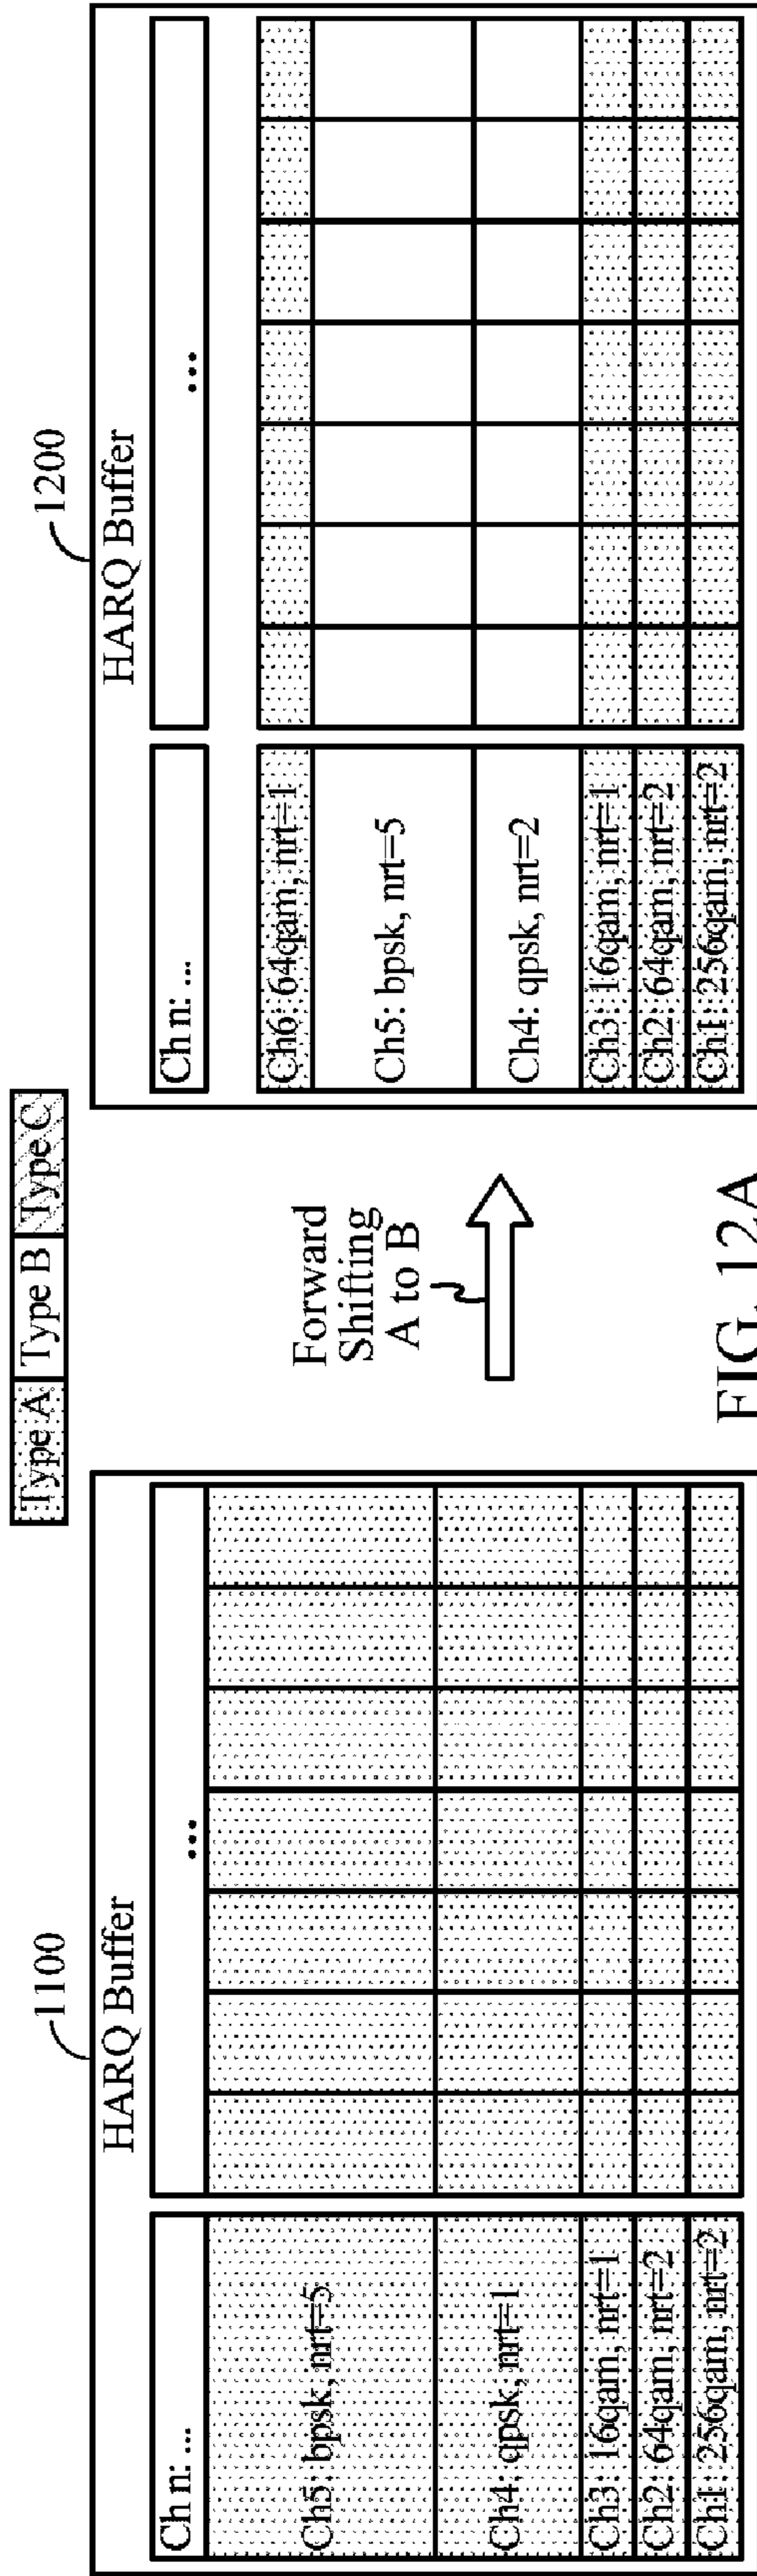 Type A Type B Type C
1100
HARQ Buffer
Ch n: ... ...
Ch5: bpsk, nrt=5
Ch4: qpsk, nrt=1
Ch3: 16qam, nrt=1
Ch2: 64qam, nrt=2
Ch1: 256qam, nrt=2
Forward
Shifting
A to B
1200
HARQ Buffer
Ch n: ... ...
Ch6: 64qam, nrt=1
Ch5: bpsk, nrt=5
Ch4: qpsk, nrt=2
Ch3: 16qam, nrt=1
Ch2: 64qam, nrt=2
Ch1: 256qam, nrt=2
FIG. 12A